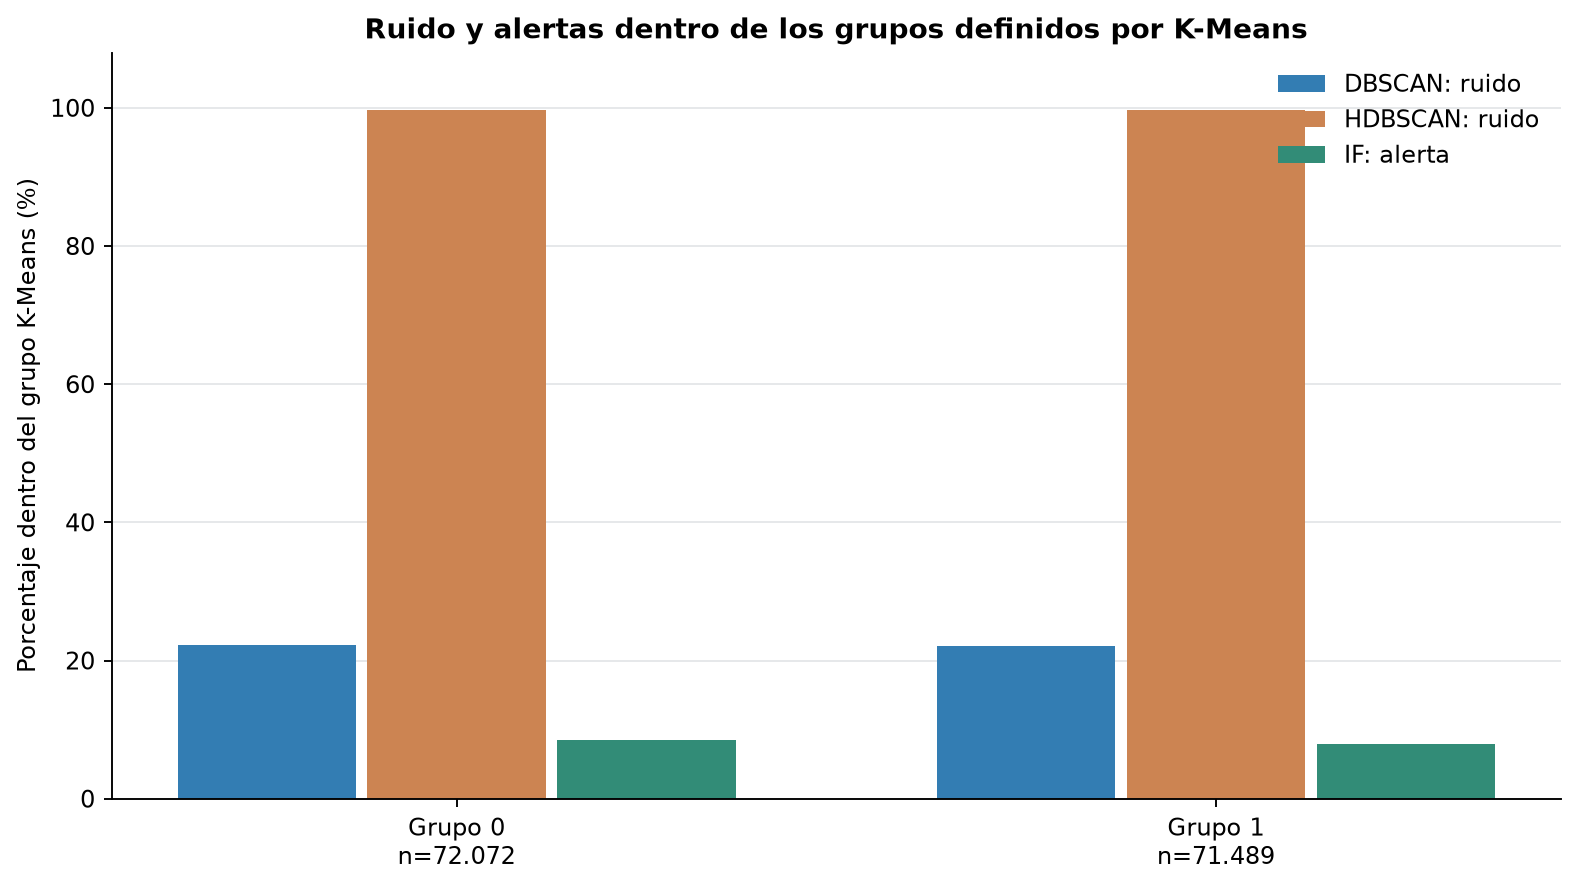 Ruido y alertas dentro de los grupos definidos por K-Means
DBSCAN: ruido
HDBSCAN: ruido
IF: alerta
Porcentaje dentro del grupo K-Means (%)
100
80
60
40
20
0
Grupo 0
n=72.072
Grupo 1
n=71.489